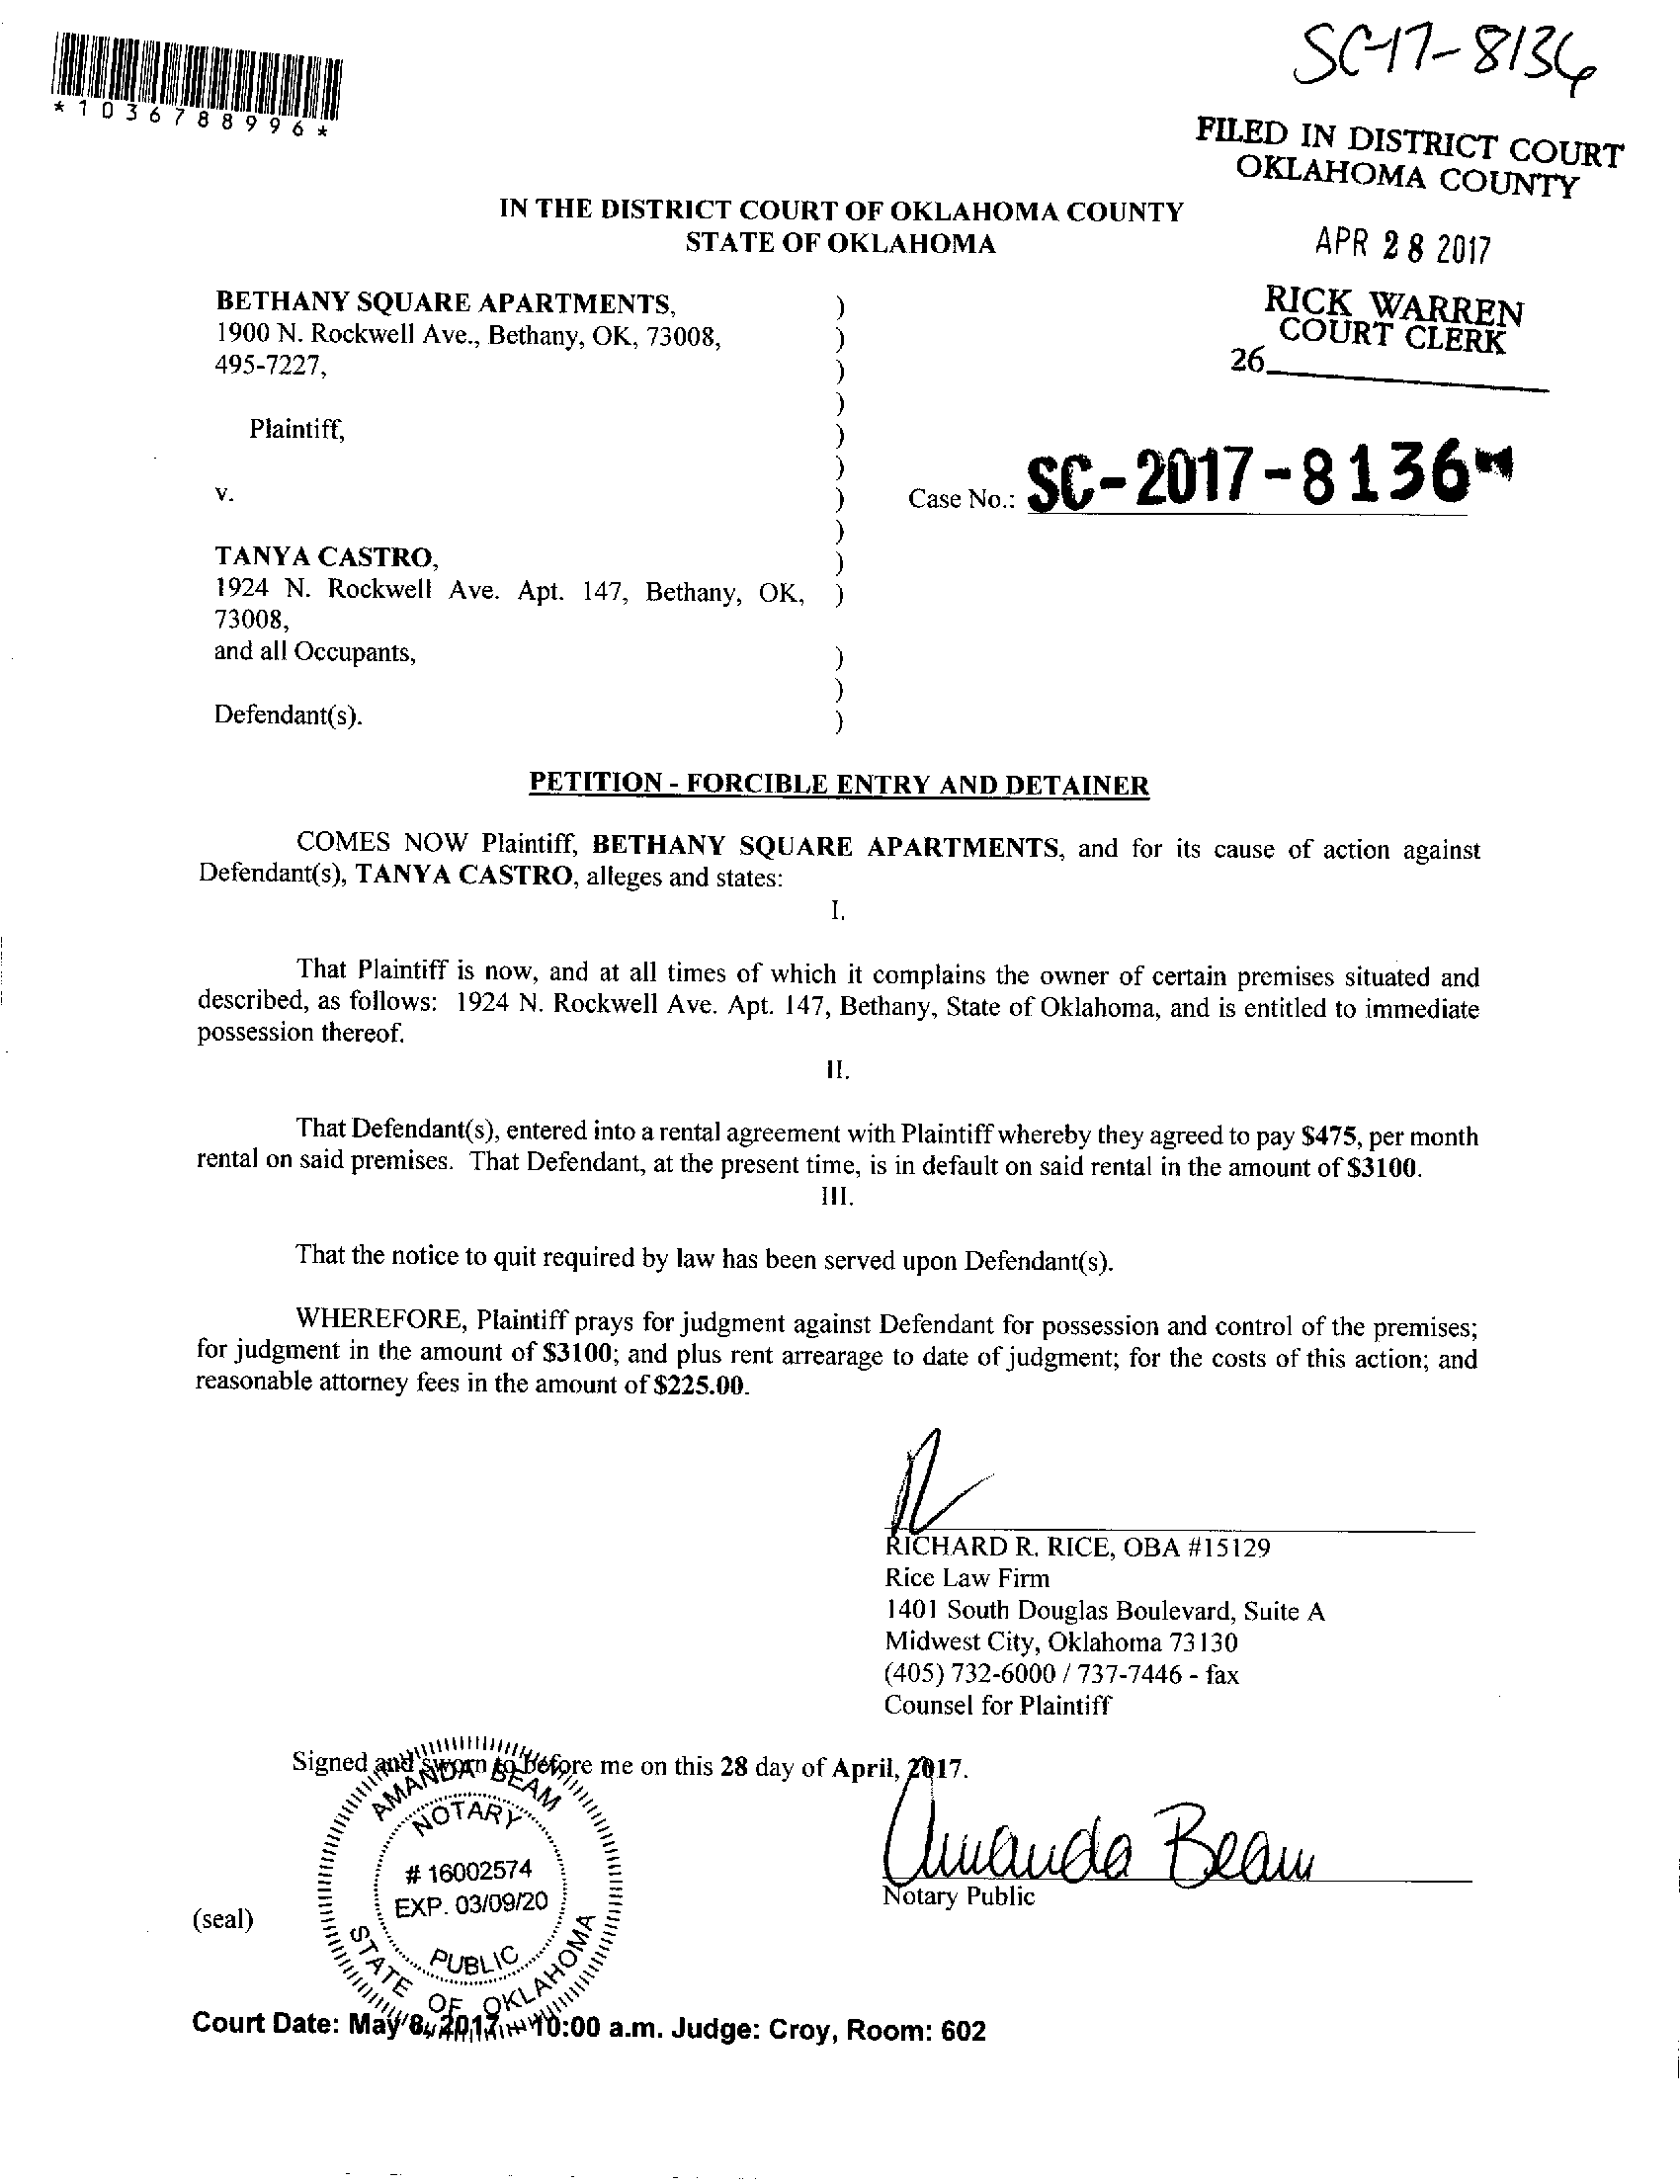 SC-17-8136
*1036788996*
FILED IN DISTRICT COURT
OKLAHOMA COUNTY
IN THE DISTRICT COURT OF OKLAHOMA COUNTY
STATE OF OKLAHOMA
APR 28 2017
RICK WARREN
COURT CLERK
26
BETHANY SQUARE APARTMENTS, )
1900 N. Rockwell Ave., Bethany, OK, 73008, )
495-7227, )
)
Plaintiff, )
)
v. ) Case No.: SC-2017-8136
)
TANYA CASTRO, )
1924 N. Rockwell Ave. Apt. 147, Bethany, OK, )
73008,
and all Occupants, )
)
Defendant(s). )
PETITION - FORCIBLE ENTRY AND DETAINER
COMES NOW Plaintiff, BETHANY SQUARE APARTMENTS, and for its cause of action against
Defendant(s), TANYA CASTRO, alleges and states:
I.
That Plaintiff is now, and at all times of which it complains the owner of certain premises situated and
described, as follows: 1924 N. Rockwell Ave. Apt. 147, Bethany, State of Oklahoma, and is entitled to immediate
possession thereof.
II.
That Defendant(s), entered into a rental agreement with Plaintiff whereby they agreed to pay $475, per month
rental on said premises. That Defendant, at the present time, is in default on said rental in the amount of $3100.
III.
That the notice to quit required by law has been served upon Defendant(s).
WHEREFORE, Plaintiff prays for judgment against Defendant for possession and control of the premises;
for judgment in the amount of $3100; and plus rent arrearage to date of judgment; for the costs of this action; and
reasonable attorney fees in the amount of $225.00.
RICHARD R. RICE, OBA #15129
Rice Law Firm
1401 South Douglas Boulevard, Suite A
Midwest City, Oklahoma 73130
(405) 732-6000 / 737-7446 - fax
Counsel for Plaintiff
Signed and sworn to before me on this 28 day of April, 2017.
AMANDA BEAM
NOTARY
# 16002574
EXP. 03/09/20
PUBLIC
STATE OF OKLAHOMA
Amanda Beam
Notary Public
(seal)
Court Date: May 8, 2017 10:00 a.m. Judge: Croy, Room: 602